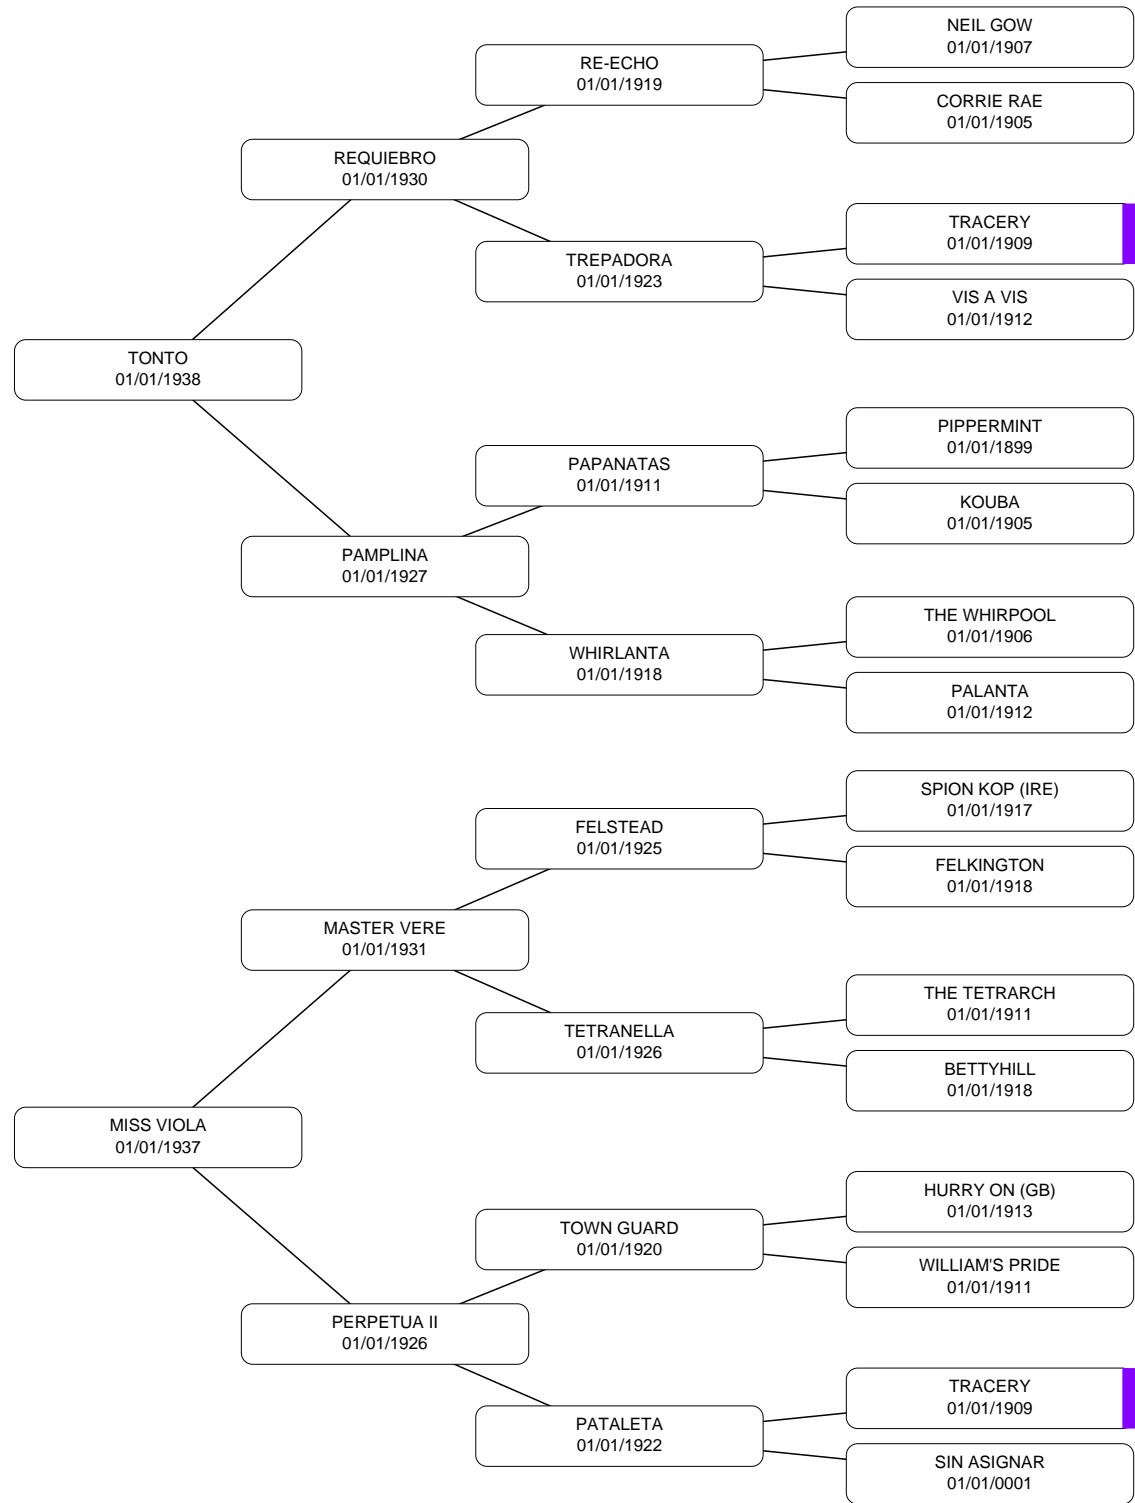 NEIL GOW
01/01/1907
RE-ECHO
01/01/1919
CORRIE RAE
01/01/1905
REQUIEBRO
01/01/1930
TRACERY
01/01/1909
TREPADORA
01/01/1923
VIS A VIS
01/01/1912
TONTO
01/01/1938
PIPPERMINT
01/01/1899
PAPANATAS
01/01/1911
KOUBA
01/01/1905
PAMPLINA
01/01/1927
THE WHIRPOOL
01/01/1906
WHIRLANTA
01/01/1918
PALANTA
01/01/1912
SPION KOP (IRE)
01/01/1917
FELSTEAD
01/01/1925
FELKINGTON
01/01/1918
MASTER VERE
01/01/1931
THE TETRARCH
01/01/1911
TETRANELLA
01/01/1926
BETTYHILL
01/01/1918
MISS VIOLA
01/01/1937
HURRY ON (GB)
01/01/1913
TOWN GUARD
01/01/1920
WILLIAM'S PRIDE
01/01/1911
PERPETUA II
01/01/1926
TRACERY
01/01/1909
PATALETA
01/01/1922
SIN ASIGNAR
01/01/0001